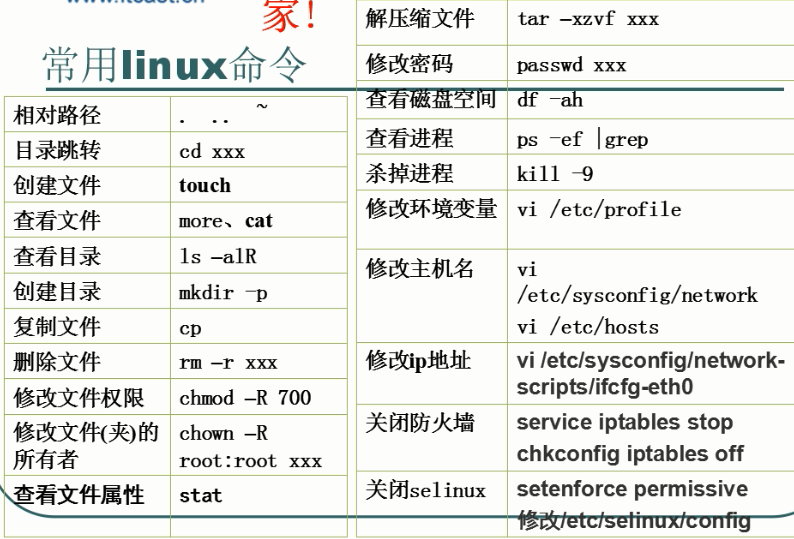 www.itcast.cn
家!
常用linux命令
相对路径 . .. ~
目录跳转 cd xxx
创建文件 touch
查看文件 more、cat
查看目录 ls –alR
创建目录 mkdir –p
复制文件 cp
删除文件 rm –r xxx
修改文件权限 chmod –R 700
修改文件(夹)的 chown –R
所有者 root:root xxx
查看文件属性 stat
解压缩文件 tar –xzvf xxx
修改密码 passwd xxx
查看磁盘空间 df –ah
查看进程 ps –ef |grep
杀掉进程 kill –9
修改环境变量 vi /etc/profile
修改主机名 vi
/etc/sysconfig/network
vi /etc/hosts
修改ip地址 vi /etc/sysconfig/network-
scripts/ifcfg-eth0
关闭防火墙 service iptables stop
chkconfig iptables off
关闭selinux setenforce permissive
修改/etc/selinux/config